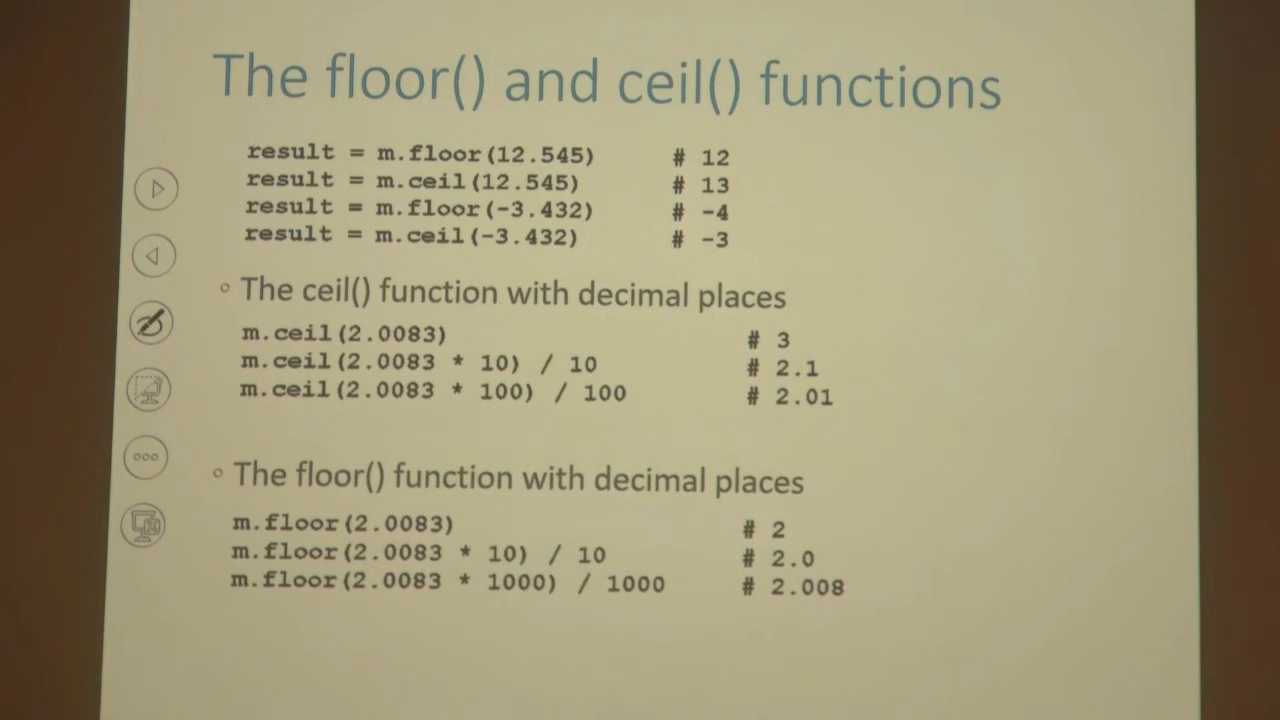 The floor() and ceil() functions
result = m.floor(12.545) # 12
result = m.ceil(12.545) # 13
result = m.floor(-3.432) # -4
result = m.ceil(-3.432) # -3
The ceil() function with decimal places
m.ceil(2.0083) # 3
m.ceil(2.0083 * 10) / 10 # 2.1
m.ceil(2.0083 * 100) / 100 # 2.01
The floor() function with decimal places
m.floor(2.0083) # 2
m.floor(2.0083 * 10) / 10 # 2.0
m.floor(2.0083 * 1000) / 1000 # 2.008